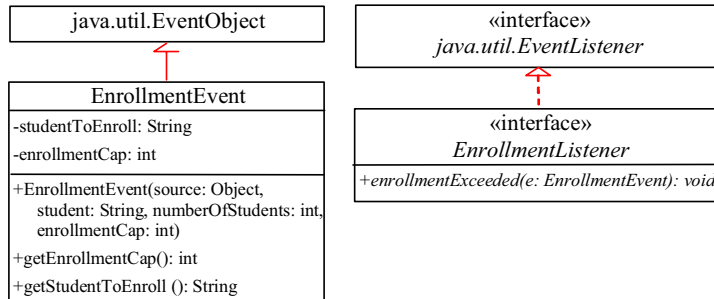 java.util.EventObject
EnrollmentEvent
-studentToEnroll: String
-enrollmentCap: int
+EnrollmentEvent(source: Object,
student: String, numberOfStudents: int,
enrollmentCap: int)
+getEnrollmentCap(): int
+getStudentToEnroll (): String
«interface»
java.util.EventListener
«interface»
EnrollmentListener
+enrollmentExceeded(e: EnrollmentEvent): void